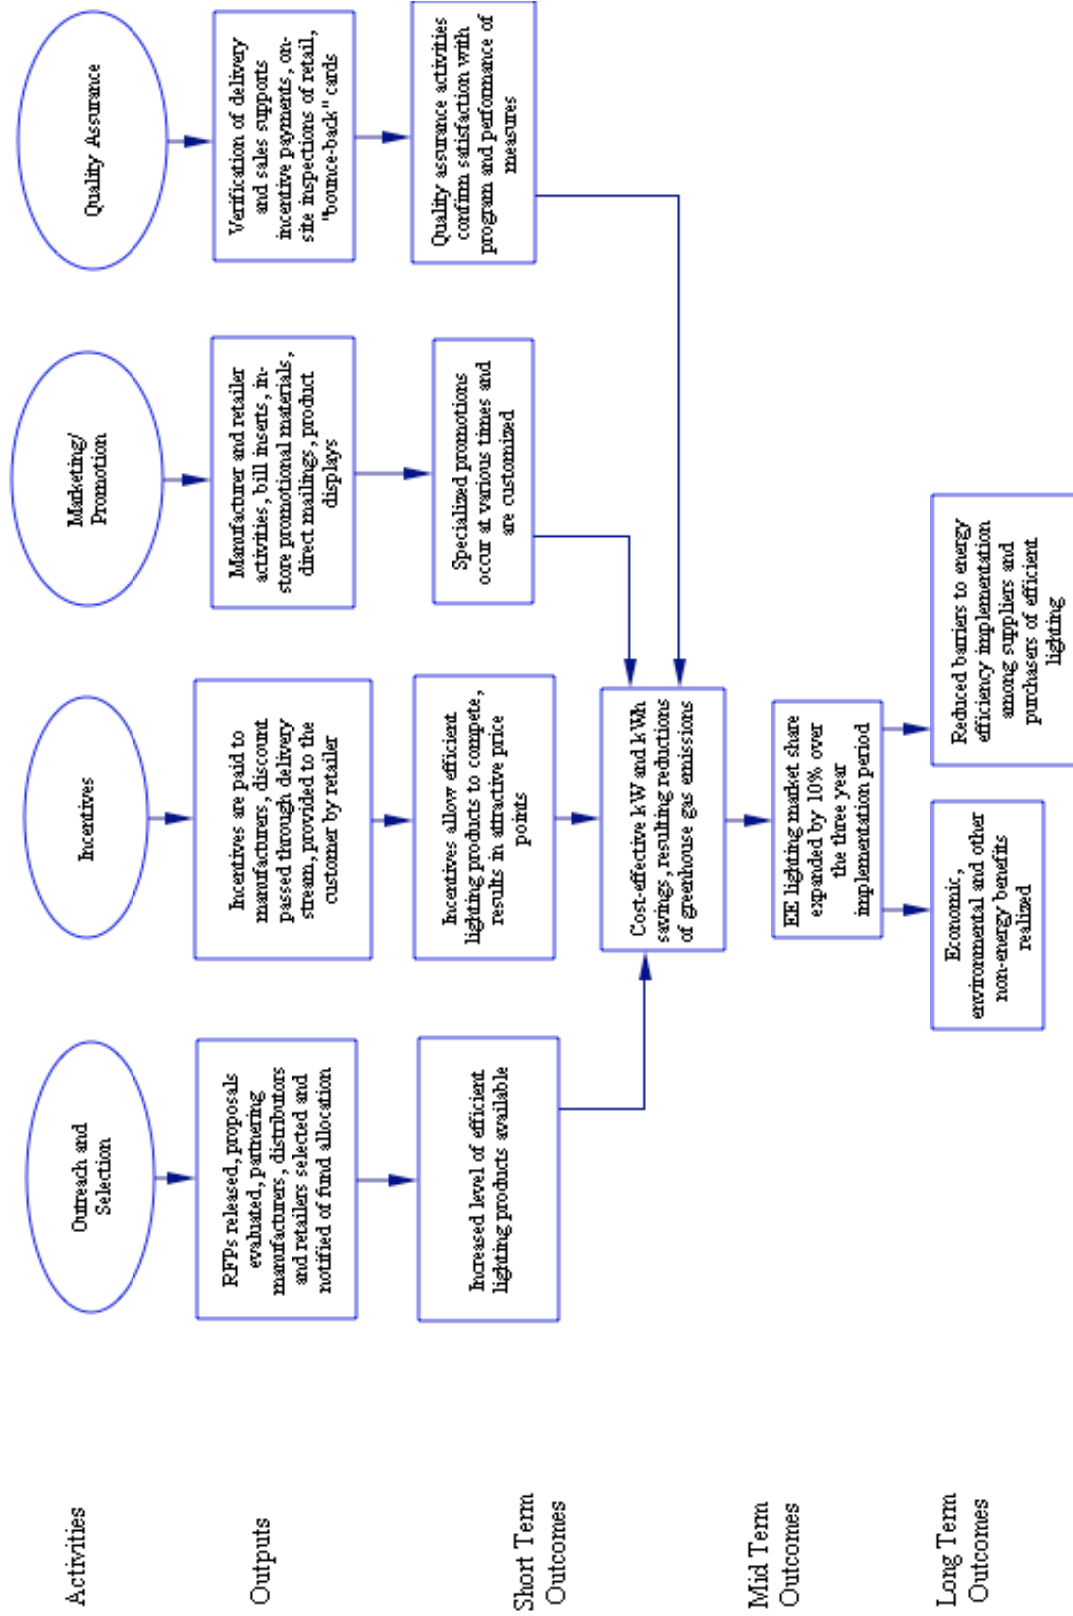 Activities
Outreach and
Selection
Incentives
Marketing/
Promotion
Quality Assurance
Outputs
RFPs released, proposals
evaluated, partnering
manufacturers, distributors
and retailers selected and
notified of fund allocation
Incentives are paid to
manufacturers, discount
passed through delivery
stream, provided to the
customer by retailer
Manufacturer and retailer
activities, bill inserts, in-
store promotional materials,
direct mailings, product
displays
Verification of delivery
and sales supports
incentive payments, on-
site inspections of retail,
"bounce-back" cards
Short Term
Outcomes
Increased level of efficient
lighting products available
Incentives allow efficient
lighting products to compete,
results in attractive price
points
Specialized promotions
occur at various times and
are customized
Quality assurance activities
confirm satisfaction with
program and performance of
measures
Cost-effective kW and kWh
savings, resulting reductions
of greenhouse gas emissions
Mid Term
Outcomes
EE lighting market share
expanded by 10% over
the three year
implementation period
Long Term
Outcomes
Economic,
environmental and other
non-energy benefits
realized
Reduced barriers to energy
efficiency implementation
among suppliers and
purchasers of efficient
lighting